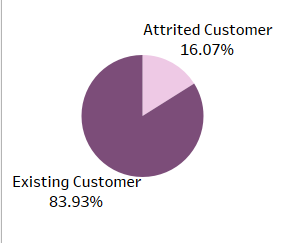 Attrited Customer
16.07%
Existing Customer
83.93%